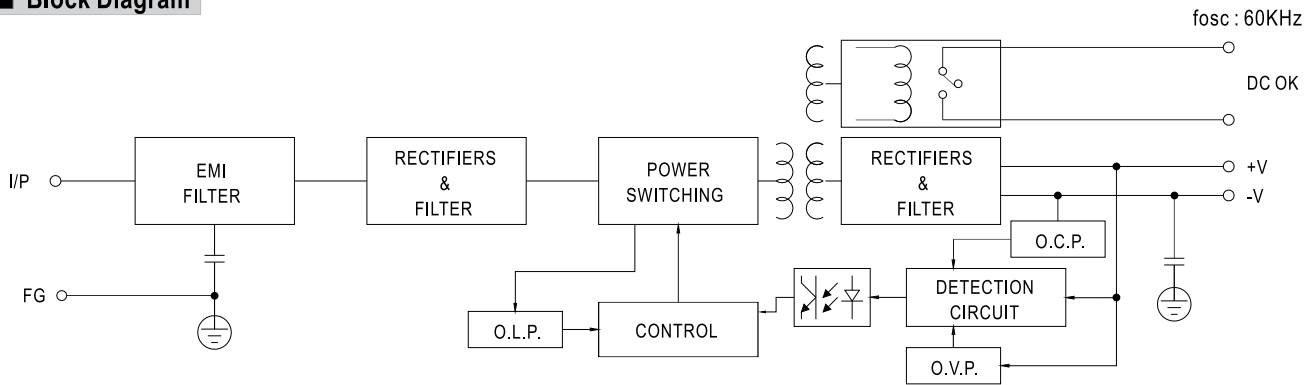 Block Diagram
fosc : 60KHz
DC OK
I/P
EMI
FILTER
RECTIFIERS
&
FILTER
POWER
SWITCHING
RECTIFIERS
&
FILTER
+V
-V
O.C.P.
FG
O.L.P.
CONTROL
DETECTION
CIRCUIT
O.V.P.